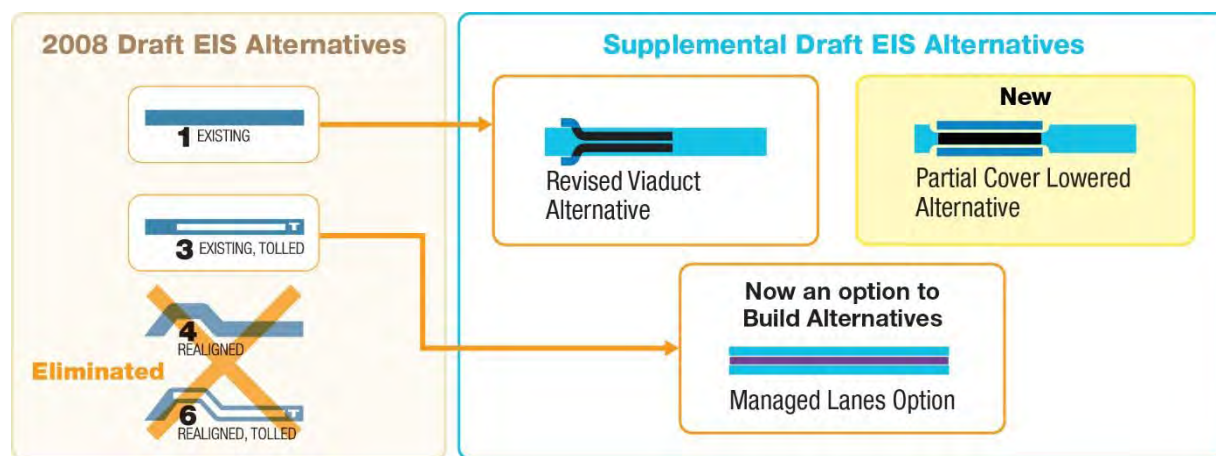 2008 Draft EIS Alternatives
1 EXISTING
T
3 EXISTING, TOLLED
4
REALIGNED
Eliminated
T
6
REALIGNED, TOLLED
Supplemental Draft EIS Alternatives
Revised Viaduct
Alternative
New
Partial Cover Lowered
Alternative
Now an option to
Build Alternatives
Managed Lanes Option